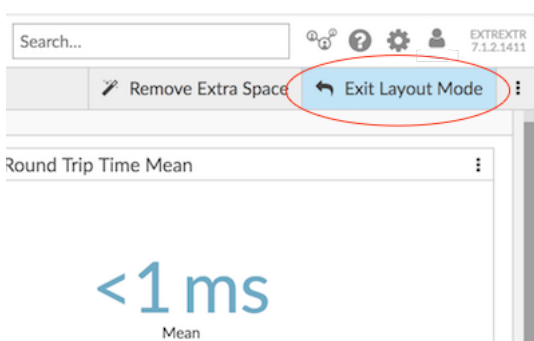 Search...
EXTREXTR
7.1.2.1411
Remove Extra Space
Exit Layout Mode
Round Trip Time Mean
<1 ms
Mean